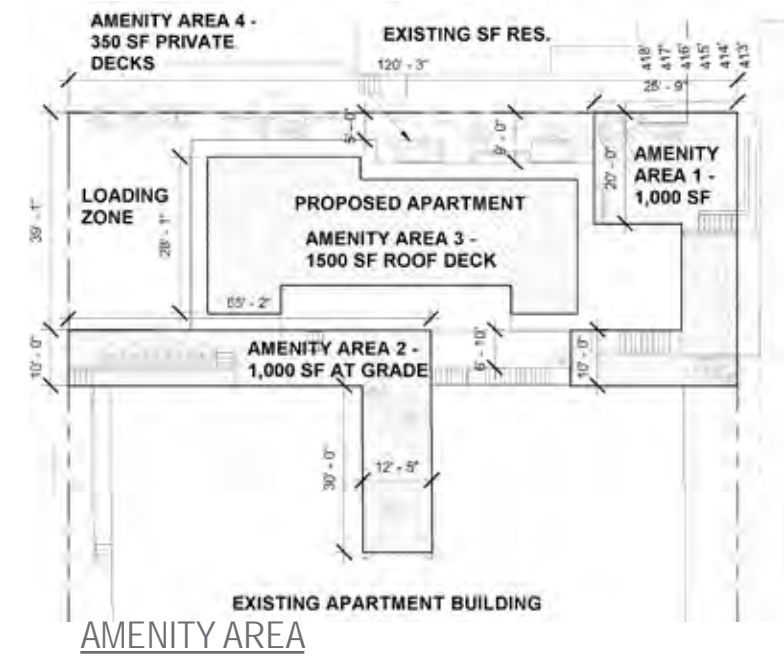 AMENITY AREA 4 -
350 SF PRIVATE
DECKS
EXISTING SF RES.
120' - 3"
418'
417'
416'
415'
414'
413'
25' - 9"
5' - 0"
9' - 0"
20' - 0"
AMENITY
AREA 1 -
1,000 SF
LOADING
ZONE
39' - 1"
28' - 1"
PROPOSED APARTMENT
AMENITY AREA 3 -
1500 SF ROOF DECK
65' - 2"
10' - 0"
AMENITY AREA 2 -
1,000 SF AT GRADE
6' - 10"
10' - 0"
30' - 0"
12' - 5"
EXISTING APARTMENT BUILDING
AMENITY AREA